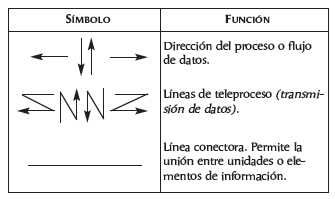 SÍMBOLO
FUNCIÓN
Dirección del proceso o flujo
de datos.
Líneas de teleproceso (transmi-
sión de datos).
Línea conectora. Permite la
unión entre unidades o ele-
mentos de información.